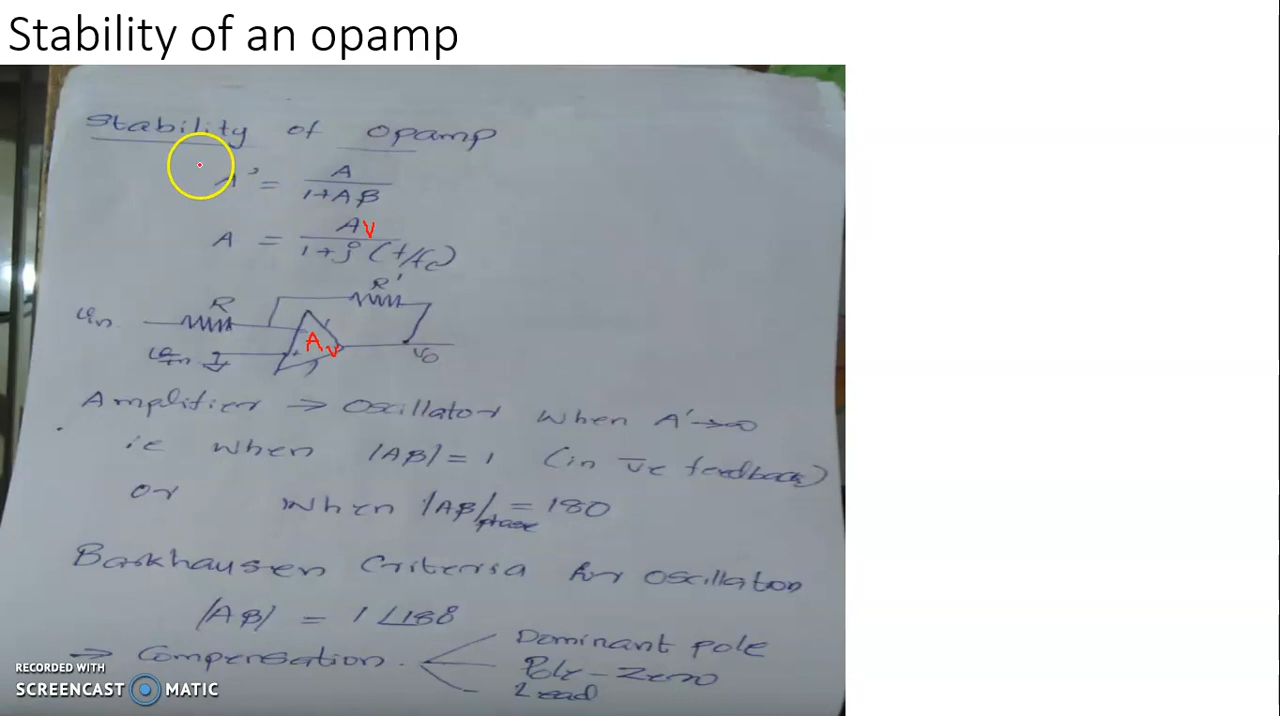 Stability of an opamp
Stability of opamp
A' = A / 1+Aβ
A = AV / 1+j(f/fc)
R'
R
Vin
AV
Vo
Amplifier → Oscillator when A'→∞
ie when |Aβ| = 1 (in -ve feedback)
or when |Aβ|phase = 180
Barkhausen Criteria for oscillation
|Aβ| = 1∠180°
→ Compensation.
Dominant pole
Pole-Zero
Lead
RECORDED WITH
SCREENCAST MATIC